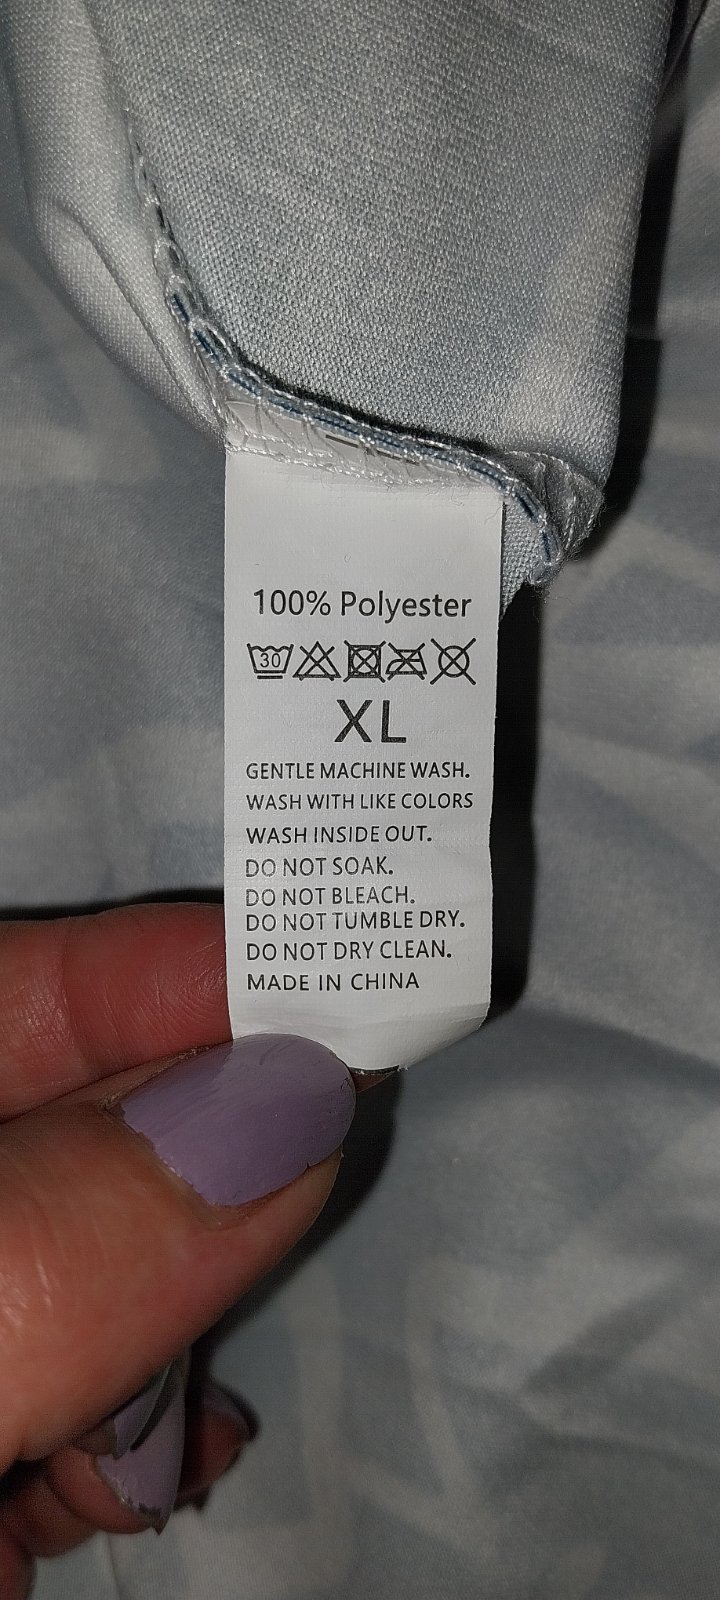 100% Polyester
30
XL
GENTLE MACHINE WASH.
WASH WITH LIKE COLORS
WASH INSIDE OUT.
DO NOT SOAK.
DO NOT BLEACH.
DO NOT TUMBLE DRY.
DO NOT DRY CLEAN.
MADE IN CHINA